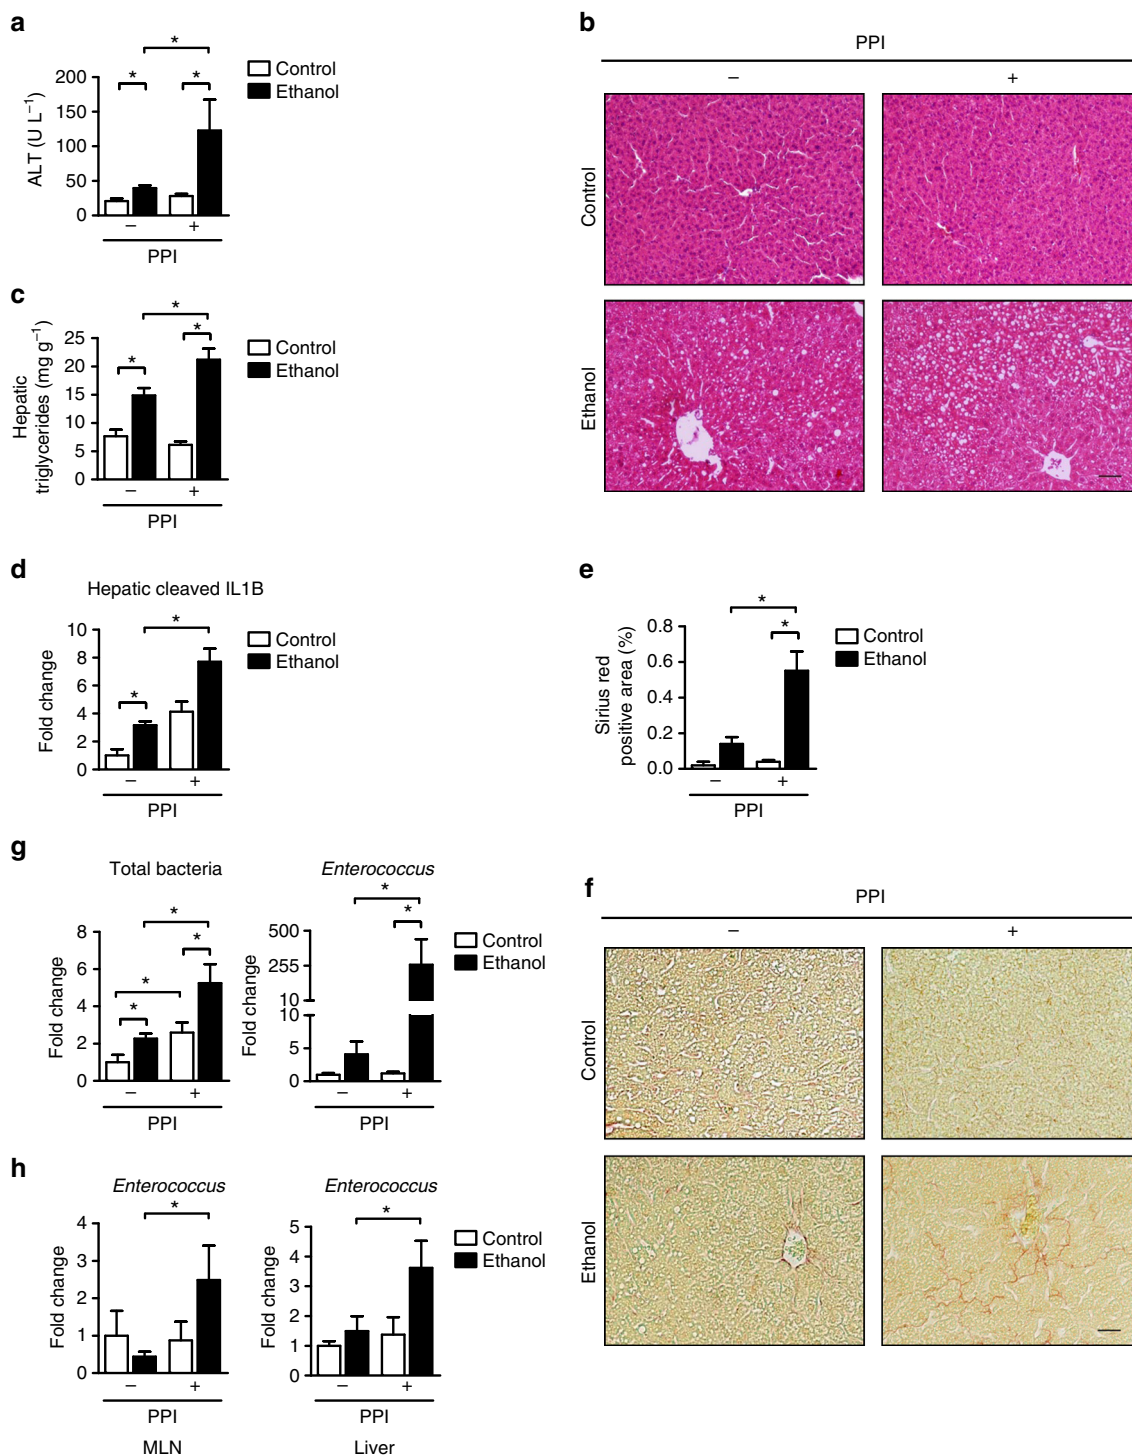 a
*
* *
200
150
100
50
0
ALT (U L⁻¹)
Control
Ethanol
− +
PPI
b
PPI
− +
Control
Ethanol
c
*
* *
25
20
15
10
5
0
Hepatic
triglycerides (mg g⁻¹)
Control
Ethanol
− +
PPI
d
Hepatic cleaved IL1B
*
*
10
8
6
4
2
0
Fold change
Control
Ethanol
− +
PPI
e
*
*
0.8
0.6
0.4
0.2
0.0
Sirius red
positive area (%)
Control
Ethanol
− +
PPI
g
Total bacteria
*
*
*
*
8
6
4
2
0
Fold change
− +
PPI
Enterococcus
*
*
500
255
10
10
5
0
Fold change
Control
Ethanol
− +
PPI
f
PPI
− +
Control
Ethanol
h
Enterococcus
*
4
3
2
1
0
Fold change
− +
PPI
MLN
Enterococcus
*
5
4
3
2
1
0
Fold change
Control
Ethanol
− +
PPI
Liver